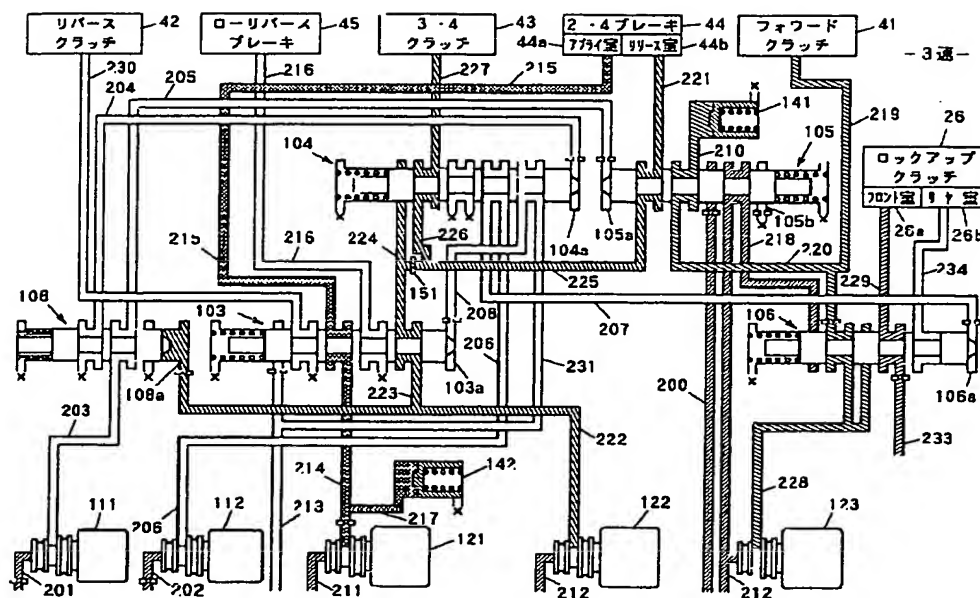 42
45
43
2・4ブレーキ
44
41
リバース
クラッチ
ローリバース
ブレーキ
3・4
クラッチ
44a
アプライ室
リリース室
44b
フォワード
クラッチ
-3速-
230
216
227
215
204
205
221
141
219
104
210
105
26
ロックアップ
クラッチ
フロント室
リヤ室
26a
26b
215
216
224
226
104a
105a
105b
218
220
234
229
151
225
108
103
208
207
106
206
231
103a
108a
223
200
106a
203
222
233
142
214
228
206
213
217
111
112
121
122
123
201
202
211
212
212